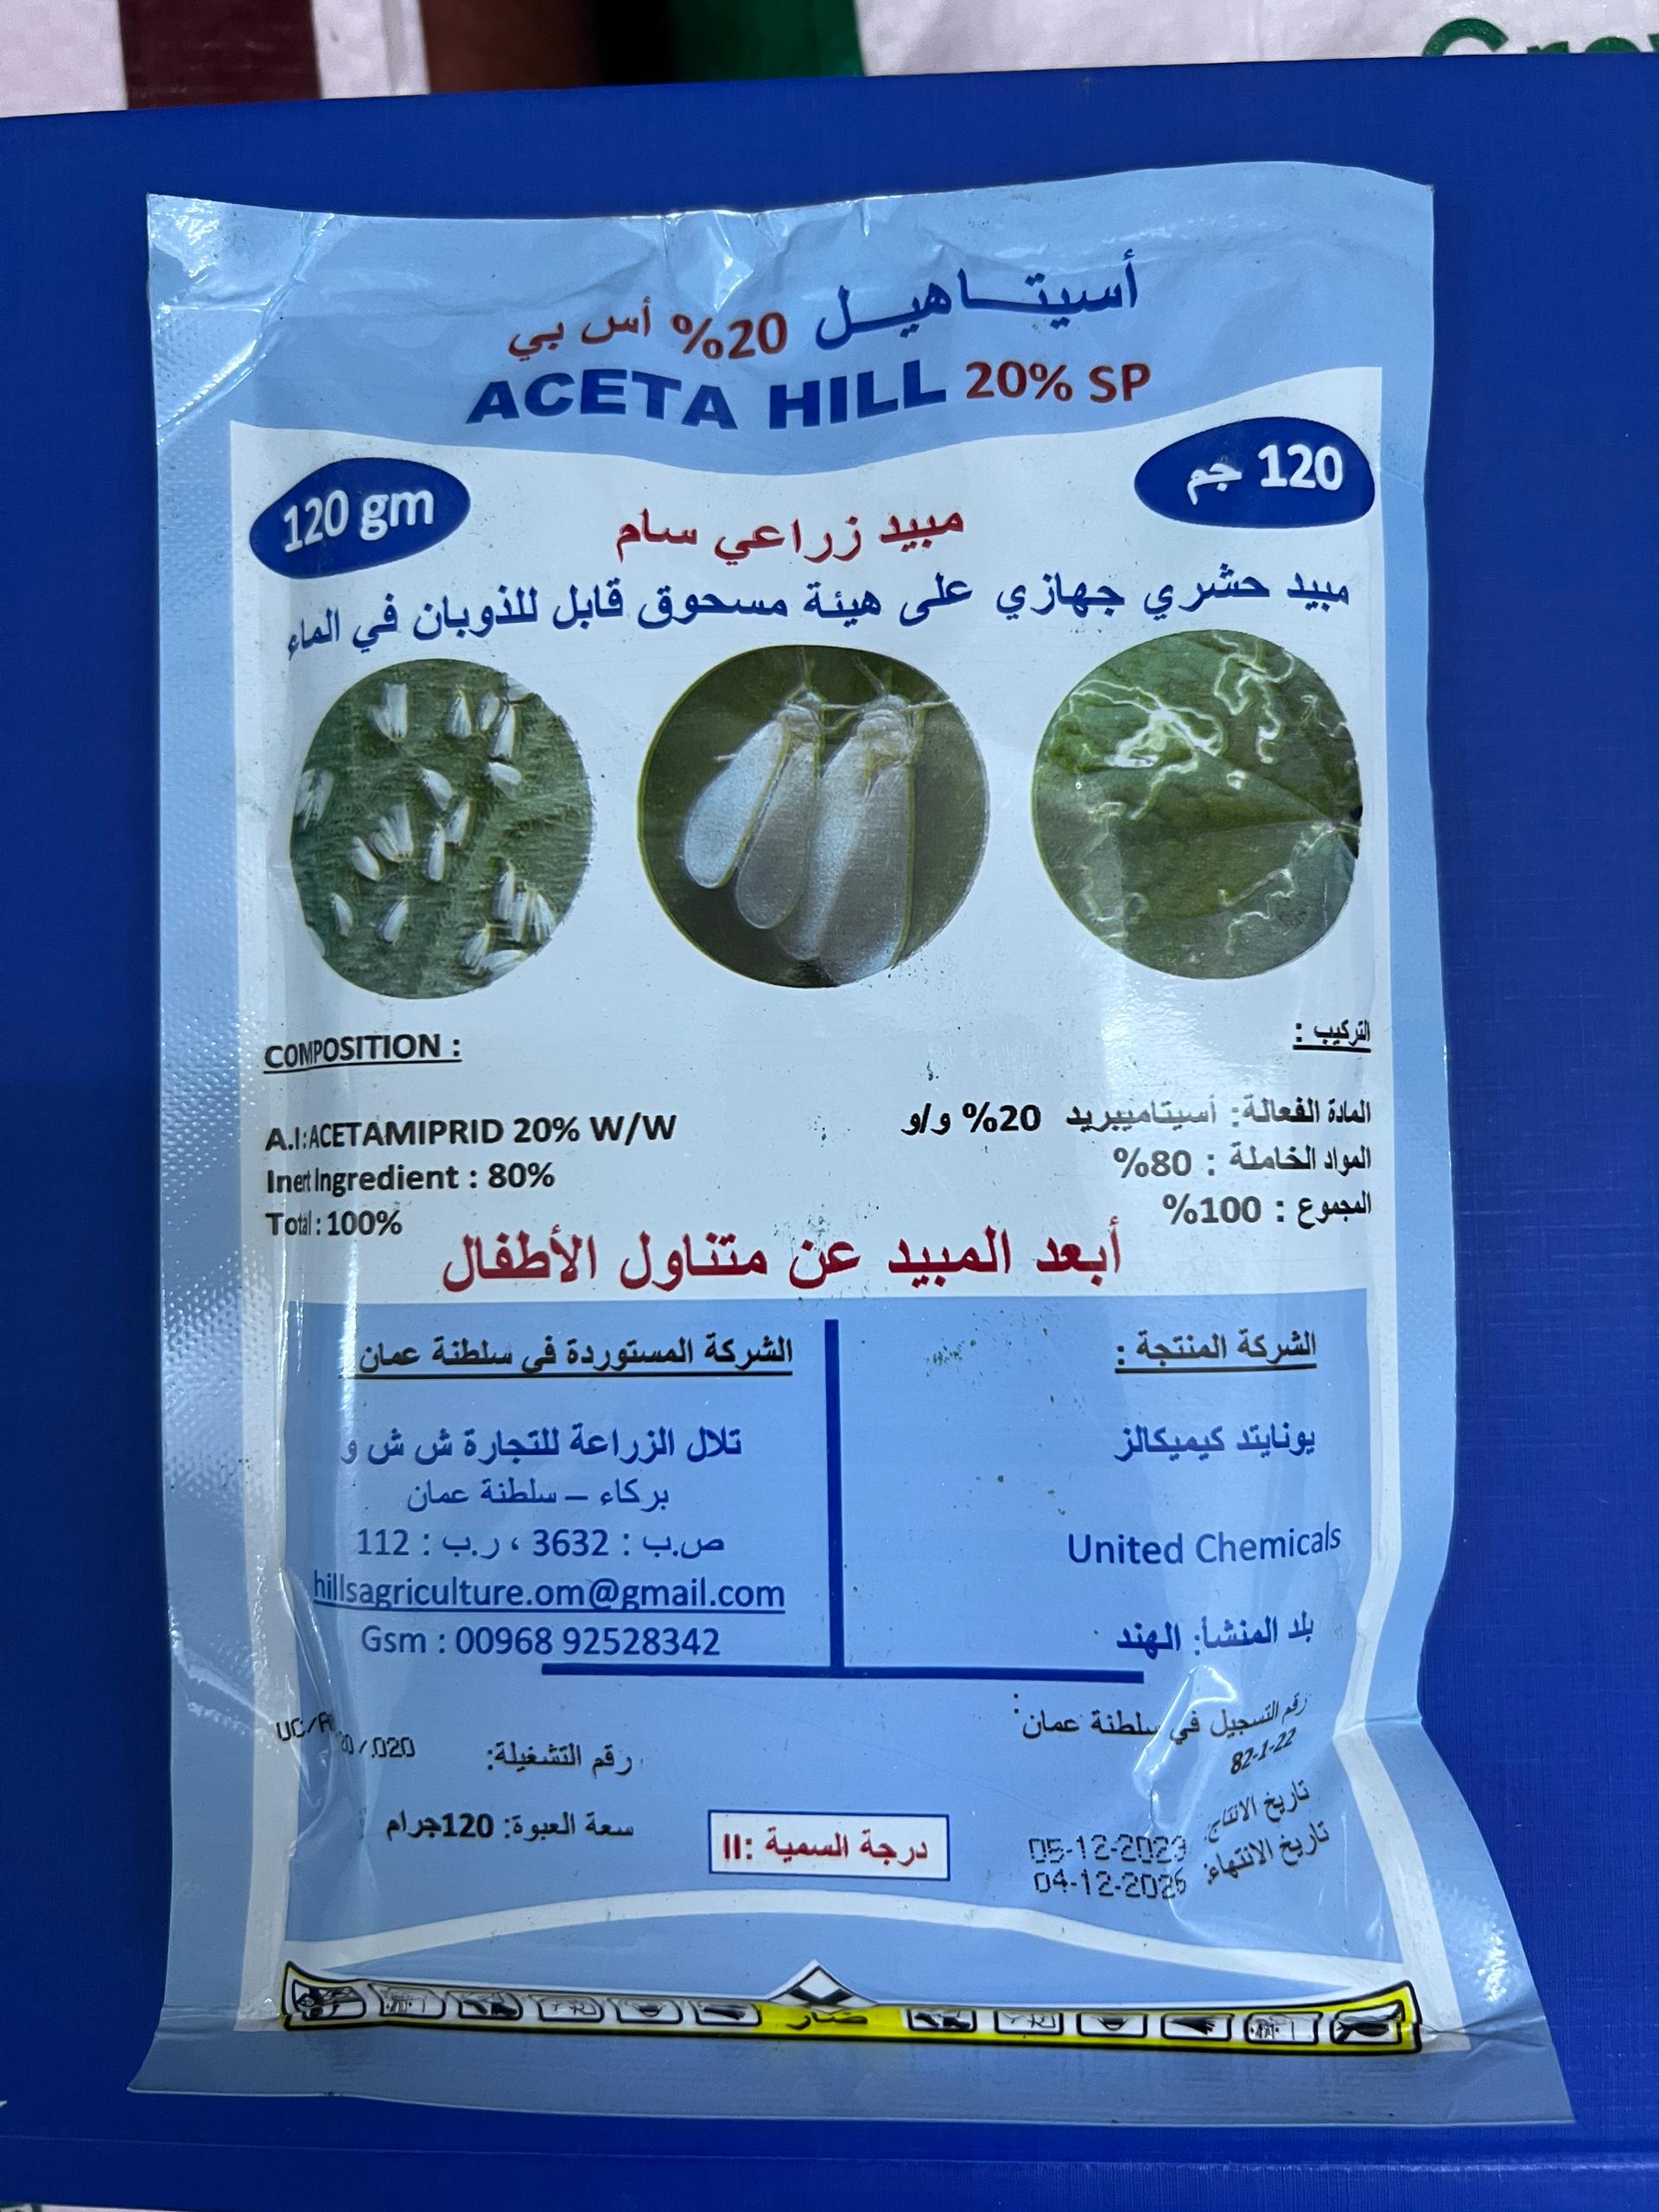 أسيتاهيل 20% أس بي
ACETA HILL 20% SP
120 gm
120 جم
مبيد زراعي سام
مبيد حشري جهازي على هيئة مسحوق قابل للذوبان في الماء
COMPOSITION :
A.I:ACETAMIPRID 20% W/W
Inert Ingredient : 80%
Total : 100%
التركيب :
المادة الفعالة: أسيتامبيريد 20% و/و
المواد الخاملة : 80%
المجموع : 100%
أبعد المبيد عن متناول الأطفال
الشركة المنتجة :
يونايتد كيميكالز
United Chemicals
بلد المنشأ: الهند
الشركة المستوردة في سلطنة عمان
تلال الزراعة للتجارة ش ش و
بركاء – سلطنة عمان
ص.ب : 3632 ، ر.ب : 112
hillsagriculture.om@gmail.com
Gsm : 00968 92528342
رقم التسجيل في سلطنة عمان:
82-1-22
تاريخ الانتاج: 05-12-2023
تاريخ الانتهاء: 04-12-2026
رقم التشغيلة:
سعة العبوة: 120جرام
درجة السمية :II
ضار